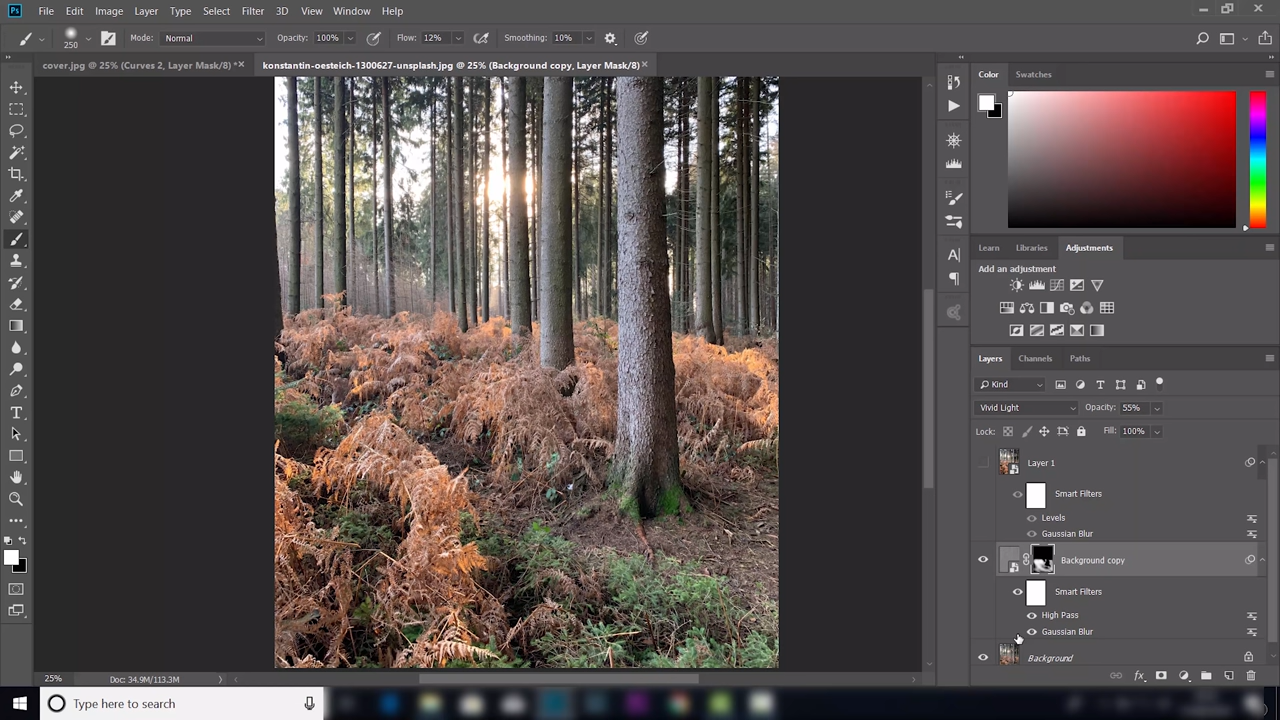 Ps File Edit Image Layer Type Select Filter 3D View Window Help
250 Mode: Normal Opacity: 100% Flow: 12% Smoothing: 10%
cover.jpg @ 25% (Curves 2, Layer Mask/8) * konstantin-oesteich-1300627-unsplash.jpg @ 25% (Background copy, Layer Mask/8)
Color Swatches
Learn Libraries Adjustments
Add an adjustment
Layers Channels Paths
Kind
Vivid Light Opacity: 55%
Lock: Fill: 100%
Layer 1
Smart Filters
Levels
Gaussian Blur
Background copy
Smart Filters
High Pass
Gaussian Blur
Background
25% Doc: 34.9M/113.3M
Type here to search